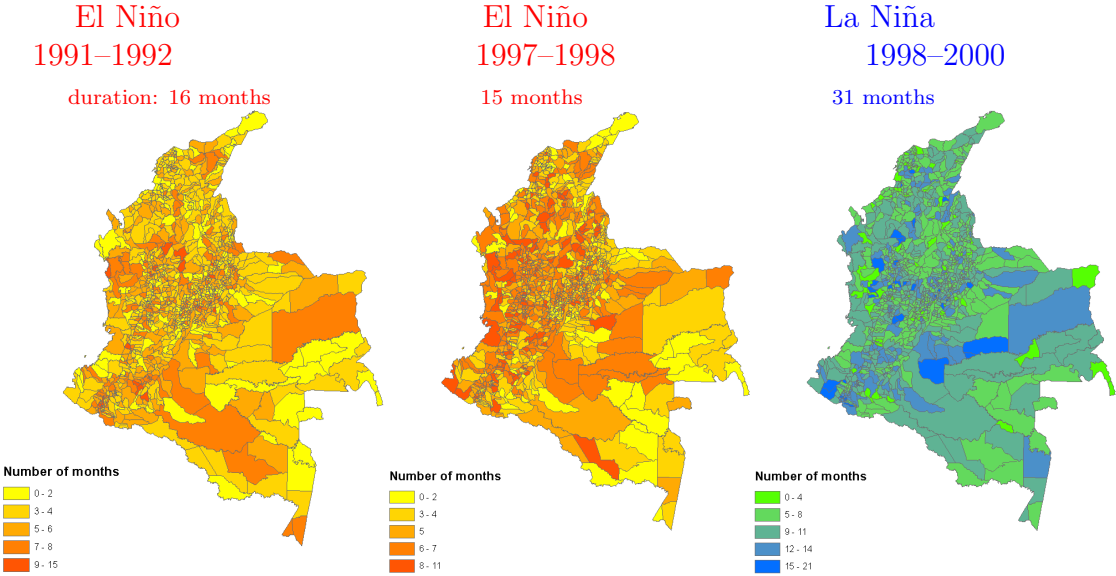 El Niño
1991–1992
duration: 16 months
El Niño
1997–1998
15 months
La Niña
1998–2000
31 months
Number of months
0 - 2
3 - 4
5 - 6
7 - 8
9 - 15
Number of months
0 - 2
3 - 4
5
6 - 7
8 - 11
Number of months
0 - 4
5 - 8
9 - 11
12 - 14
15 - 21